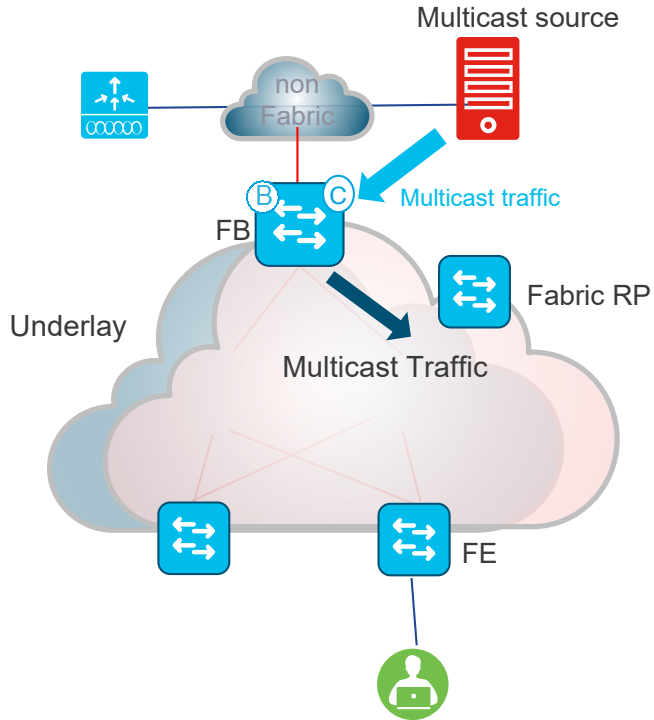 Multicast source
non
Fabric
B
C
Multicast traffic
FB
Fabric RP
Underlay
Multicast Traffic
FE